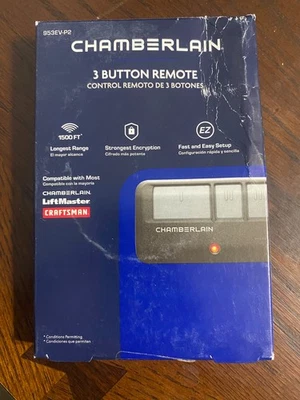 953EV-P2
CHAMBERLAIN
3 BUTTON REMOTE
CONTROL REMOTO DE 3 BOTONES
1500 FT*
Longest Range
El mayor alcance
Strongest Encryption
Cifrado más potente
EZ
Fast and Easy Setup
Configuración rápida y sencilla
Compatible with Most
Compatible con la mayoría
CHAMBERLAIN.
LiftMaster
CRAFTSMAN
CHAMBERLAIN
* Conditions Permitting
* Condiciones que permiten